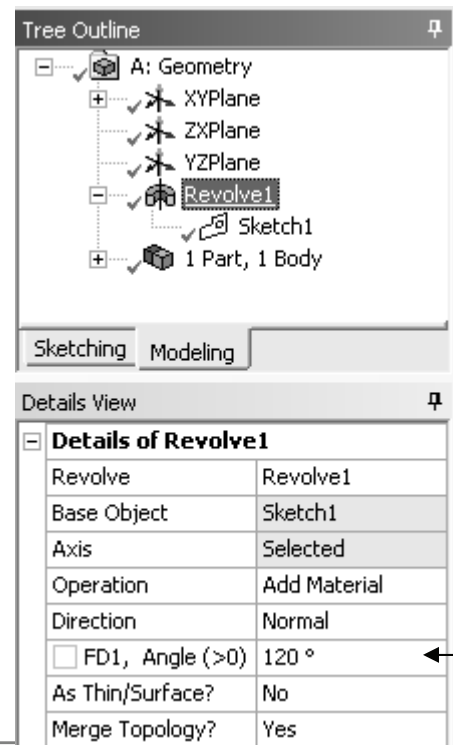 Tree Outline
A: Geometry
XYPlane
ZXPlane
YZPlane
Revolve1
Sketch1
1 Part, 1 Body
Sketching Modeling
Details View
Details of Revolve1
Revolve Revolve1
Base Object Sketch1
Axis Selected
Operation Add Material
Direction Normal
FD1, Angle (>0) 120 °
As Thin/Surface? No
Merge Topology? Yes